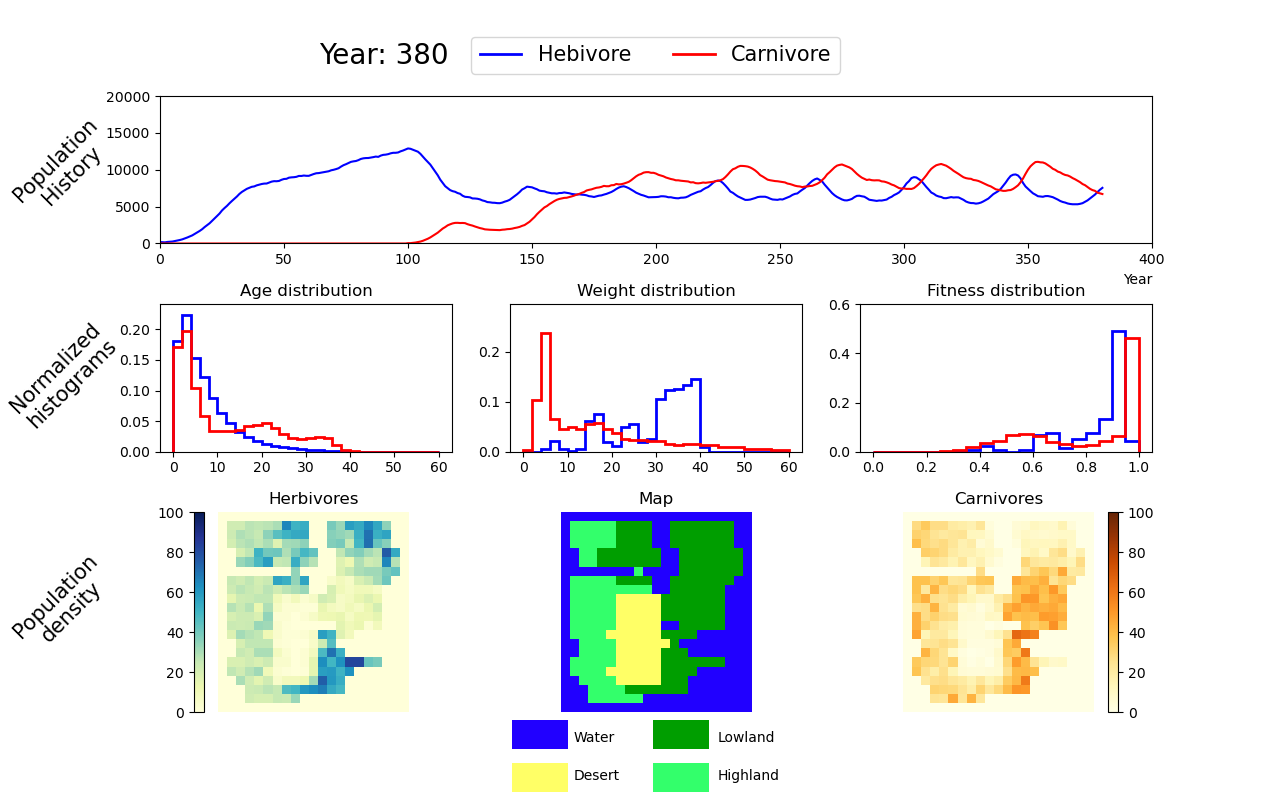 Year: 380
Hebivore
Carnivore
Population
History
20000
15000
10000
5000
0
0 50 100 150 200 250 300 350 400
Year
Normalized
histograms
Age distribution
0.20
0.15
0.10
0.05
0.00
0 10 20 30 40 50 60
Weight distribution
0.2
0.1
0.0
0 10 20 30 40 50 60
Fitness distribution
0.6
0.4
0.2
0.0
0.0 0.2 0.4 0.6 0.8 1.0
Population
density
Herbivores
100
80
60
40
20
0
Map
Carnivores
100
80
60
40
20
0
Water
Lowland
Desert
Highland